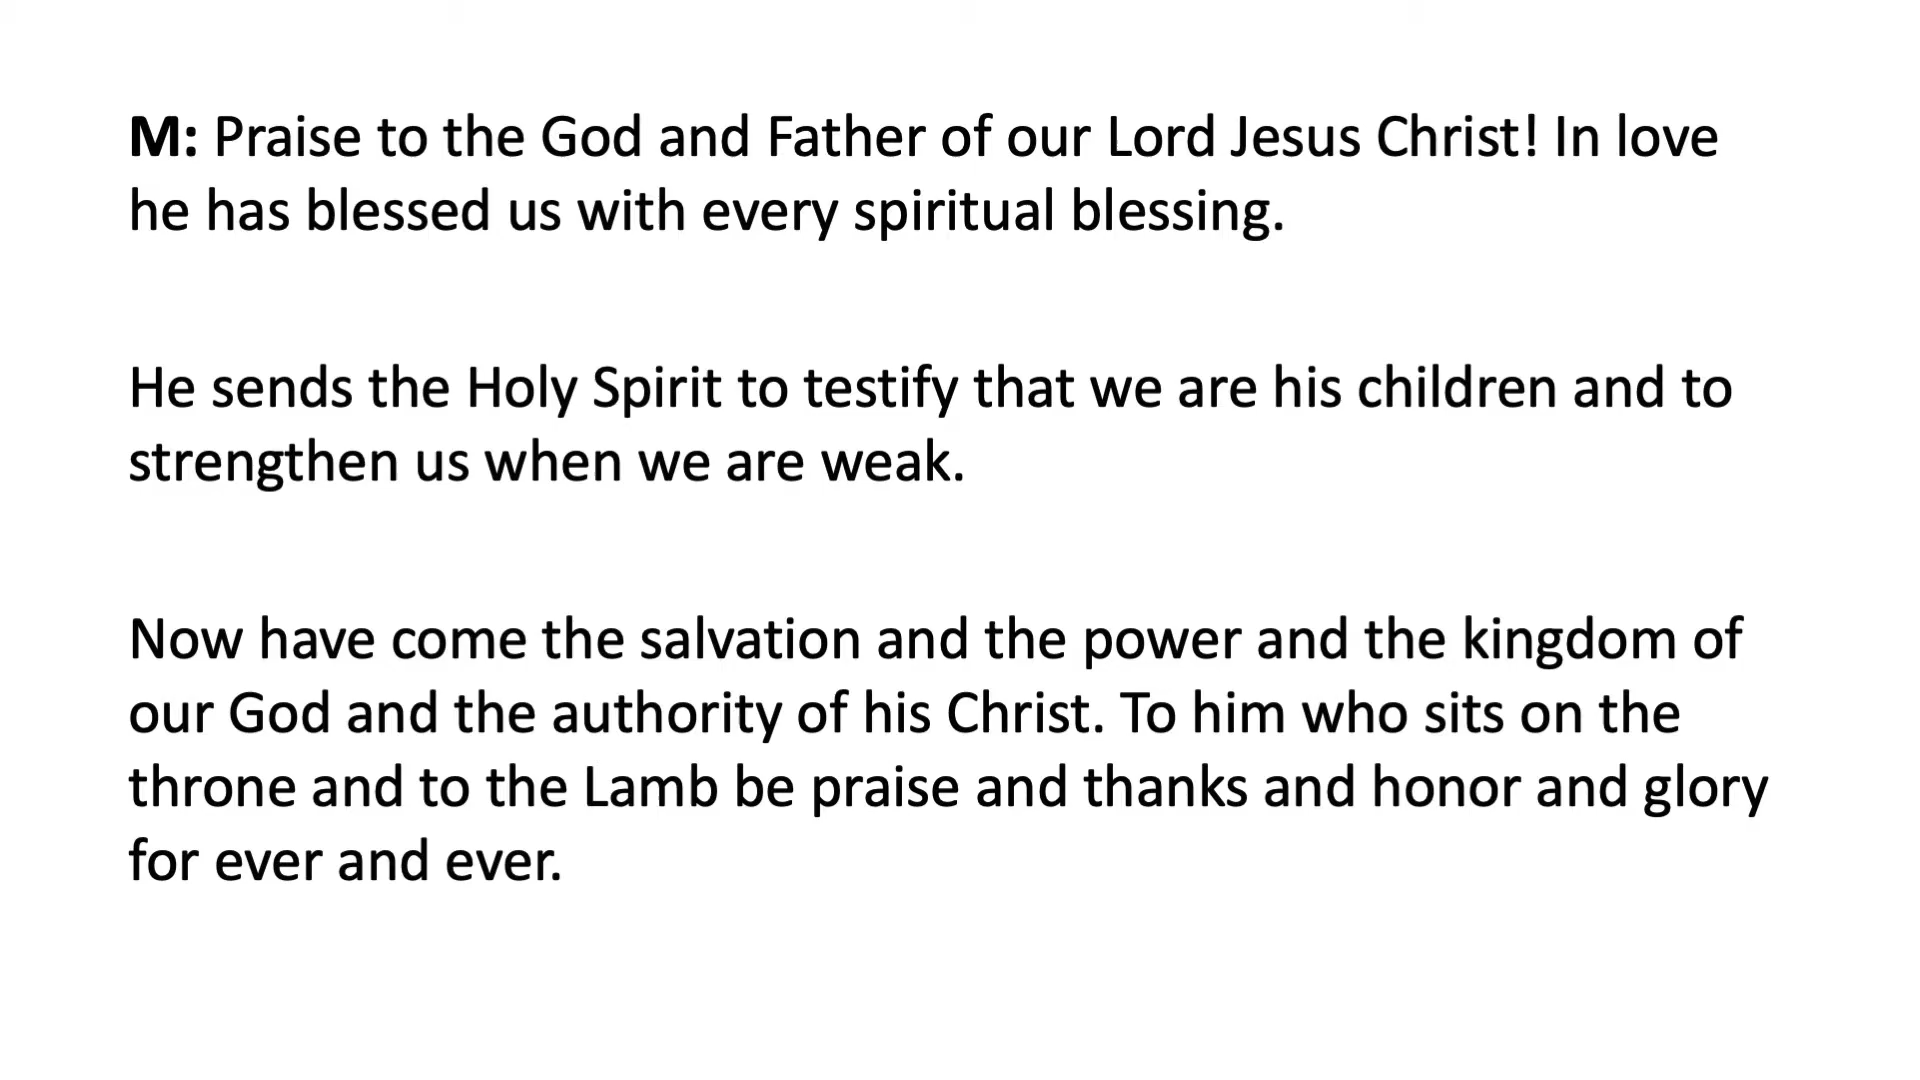 M: Praise to the God and Father of our Lord Jesus Christ! In love
he has blessed us with every spiritual blessing.
He sends the Holy Spirit to testify that we are his children and to
strengthen us when we are weak.
Now have come the salvation and the power and the kingdom of
our God and the authority of his Christ. To him who sits on the
throne and to the Lamb be praise and thanks and honor and glory
for ever and ever.